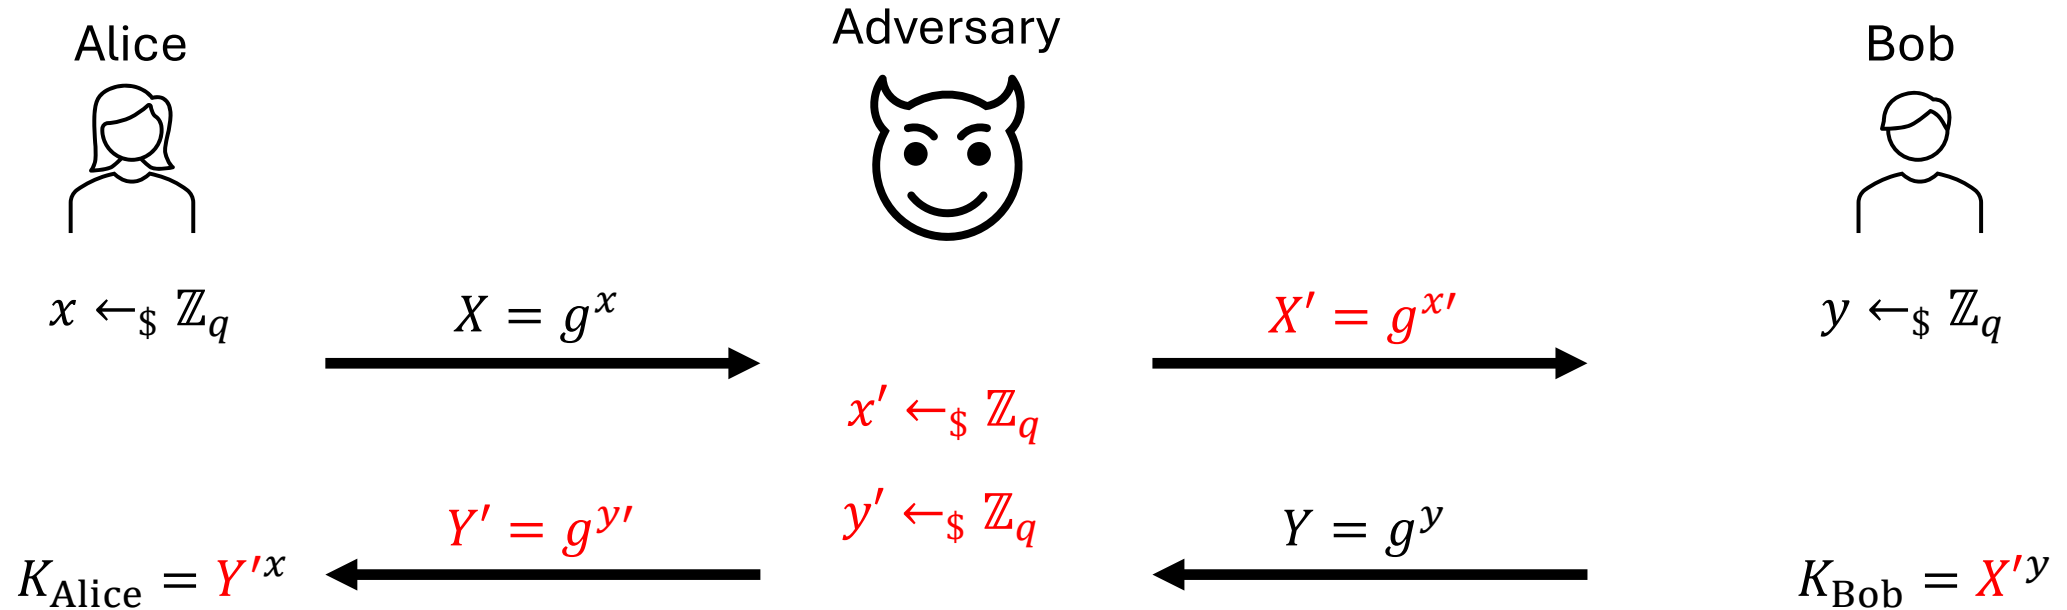 Alice
Adversary
Bob
x ←$ ℤq
X = g^x
X′ = g^x′
y ←$ ℤq
x′ ←$ ℤq
y′ ←$ ℤq
Y′ = g^y′
Y = g^y
K_Alice = Y′^x
K_Bob = X′^y